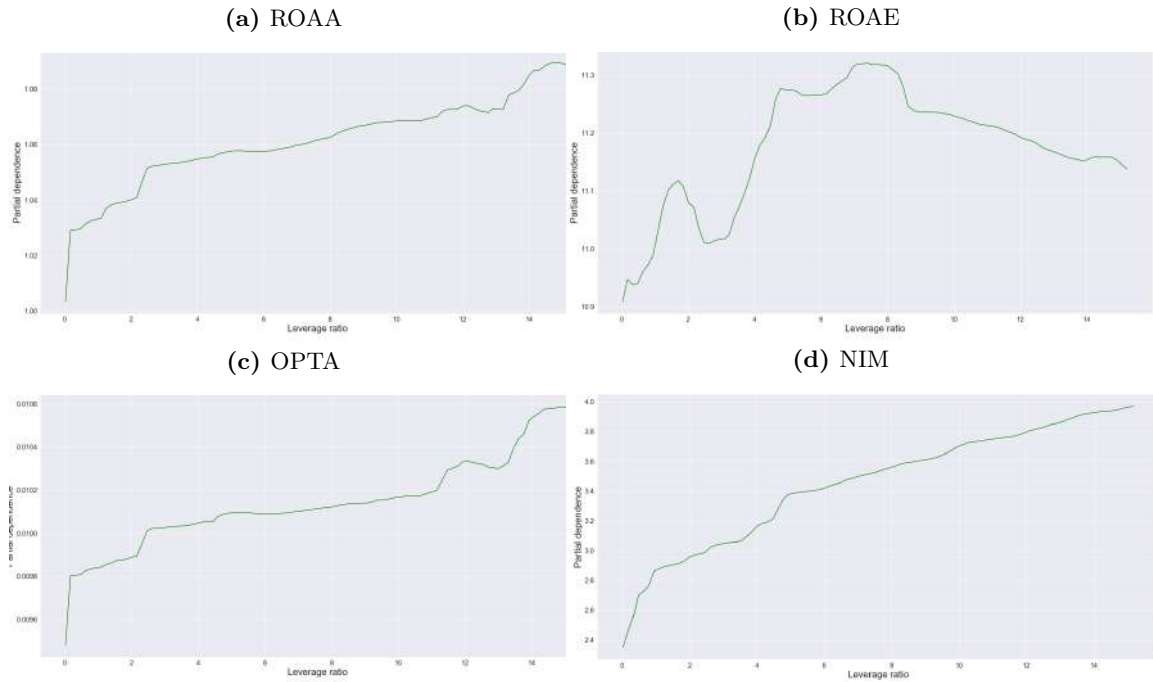 (a) ROAA
1.08
1.06
1.04
1.02
1.00
Partial dependence
0 2 4 6 8 10 12 14
Leverage ratio
(b) ROAE
11.3
11.2
11.1
11.0
10.9
Partial dependence
0 2 4 6 8 10 12 14
Leverage ratio
(c) OPTA
0.0106
0.0104
0.0102
0.0100
0.0098
0.0096
0 2 4 6 8 10 12 14
Leverage ratio
(d) NIM
4.0
3.8
3.6
3.4
3.2
3.0
2.8
2.6
2.4
Partial dependence
0 2 4 6 8 10 12 14
Leverage ratio